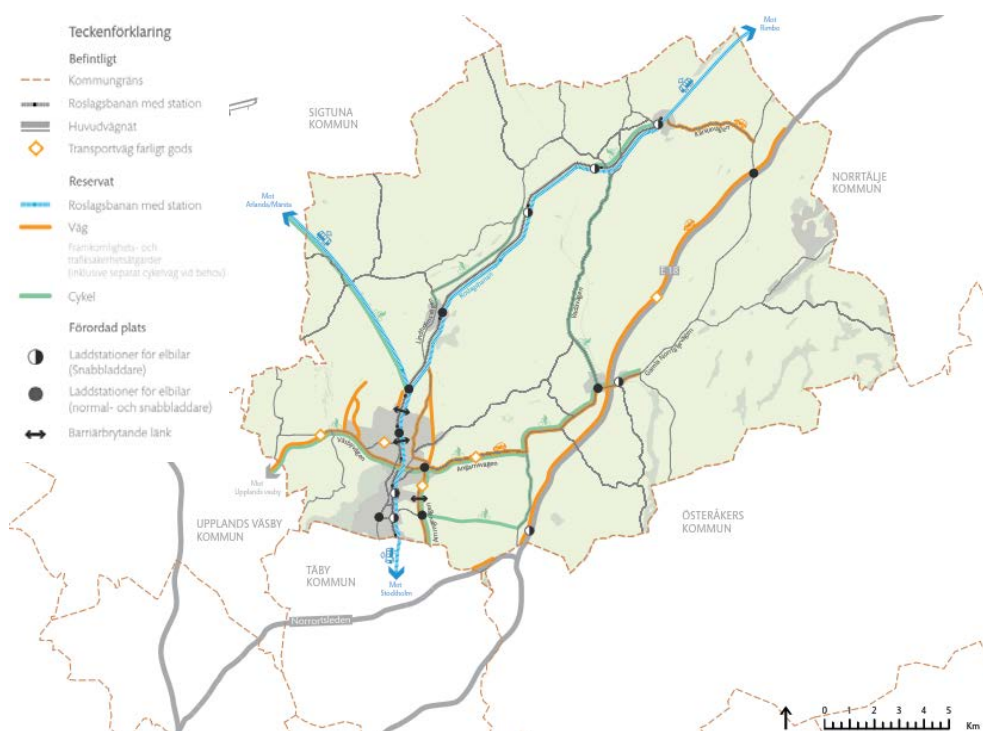 Teckenförklaring
Befintligt
Kommungräns
Roslagsbanan med station
Huvudvägnät
Transportväg farligt gods
Reservat
Roslagsbanan med station
Väg
Framkomlighets- och
trafiksäkerhetsåtgärder
(inklusive separat cykelväg vid behov)
Cykel
Förordad plats
Laddstationer för elbilar
(Snabbladdare)
Laddstationer för elbilar
(normal- och snabbladdare)
Barriärbrytande länk
Mot
Rimbo
SIGTUNA
KOMMUN
NORRTÄLJE
KOMMUN
Mot
Arlanda/Märsta
E 18
Gamla Norrtäljevägen
Väsbyvägen
Angarnsvägen
Mot
Upplands väsby
UPPLANDS VÄSBY
KOMMUN
ÖSTERÅKERS
KOMMUN
TÄBY
KOMMUN
Mot
Stockholm
Norrortsleden
0 1 2 3 4 5
Km